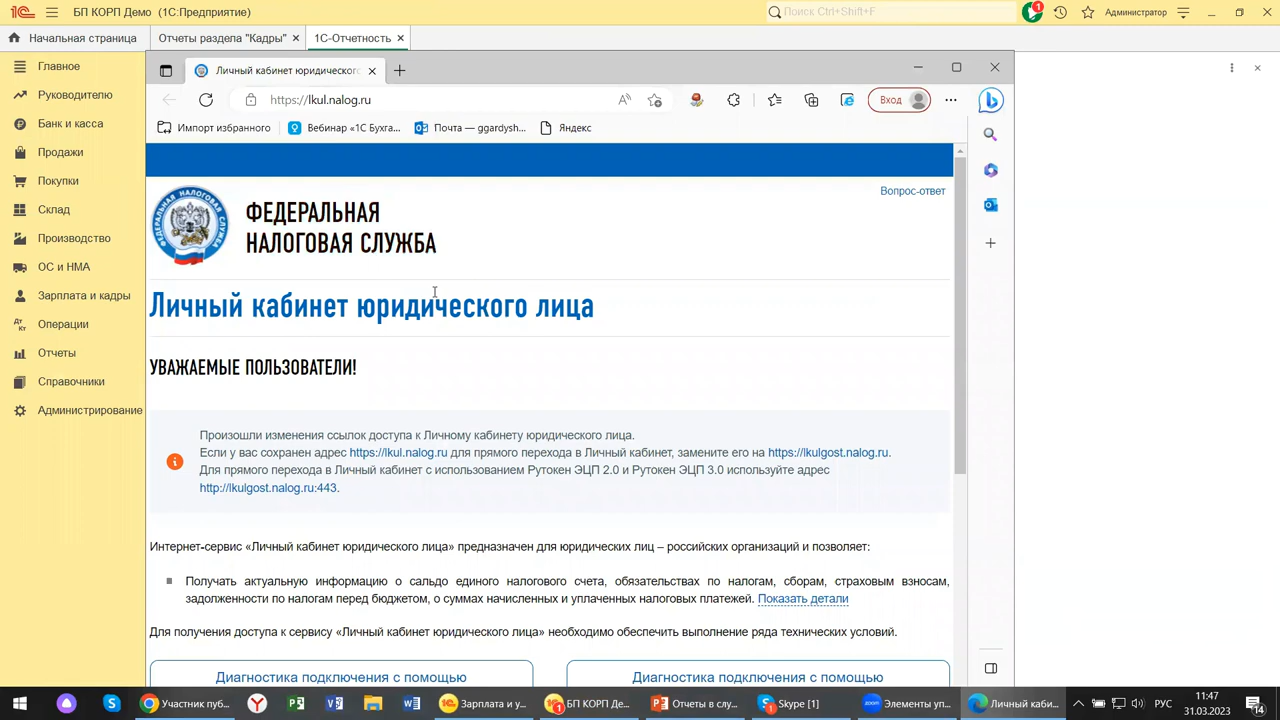 БП КОРП Демо (1С:Предприятие)
Поиск Ctrl+Shift+F
1
Администратор
Начальная страница
Отчеты раздела "Кадры"
1С-Отчетность
Главное
Руководителю
Банк и касса
Продажи
Покупки
Склад
Производство
ОС и НМА
Зарплата и кадры
Дт
Кт
Операции
Отчеты
Справочники
Администрирование
Личный кабинет юридического
https://lkul.nalog.ru
Вход
Импорт избранного
Вебинар «1С Бухга...
Почта — ggardysh...
Яндекс
Вопрос-ответ
ФЕДЕРАЛЬНАЯ
НАЛОГОВАЯ СЛУЖБА
Личный кабинет юридического лица
УВАЖАЕМЫЕ ПОЛЬЗОВАТЕЛИ!
Произошли изменения ссылок доступа к Личному кабинету юридического лица.
Если у вас сохранен адрес https://lkul.nalog.ru для прямого перехода в Личный кабинет, замените его на https://lkulgost.nalog.ru.
Для прямого перехода в Личный кабинет с использованием Рутокен ЭЦП 2.0 и Рутокен ЭЦП 3.0 используйте адрес
http://lkulgost.nalog.ru:443.
Интернет-сервис «Личный кабинет юридического лица» предназначен для юридических лиц – российских организаций и позволяет:
Получать актуальную информацию о сальдо единого налогового счета, обязательствах по налогам, сборам, страховым взносам,
задолженности по налогам перед бюджетом, о суммах начисленных и уплаченных налоговых платежей. Показать детали
Для получения доступа к сервису «Личный кабинет юридического лица» необходимо обеспечить выполнение ряда технических условий.
Диагностика подключения с помощью
Диагностика подключения с помощью
Участник пуб...
Зарплата и у...
БП КОРП Де...
Отчеты в слу...
Skype [1]
Элементы уп...
Личный каби...
РУС
11:47
31.03.2023
14